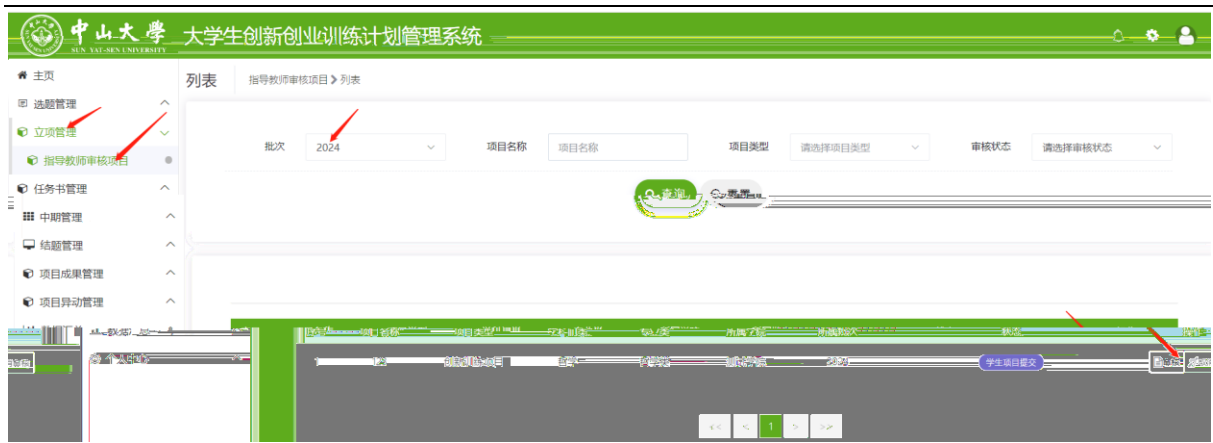 中山大學
SUN YAT-SEN UNIVERSITY
大学生创新创业训练计划管理系统
主页
列表 指导教师审核项目 > 列表
选题管理
立项管理
批次 2024 项目名称 项目名称 项目类型 请选择项目类型 审核状态 请选择审核状态
指导教师审核项目
任务书管理
查询 重置
中期管理
结题管理
项目成果管理
项目异动管理
学生项目提交
<< < 1 > >>